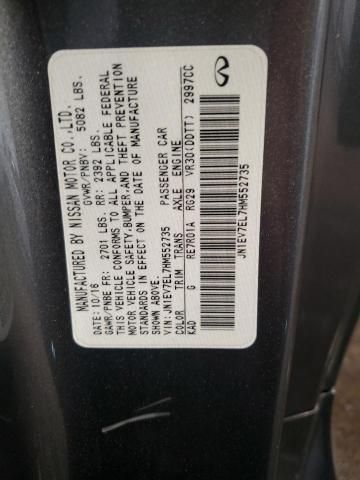 MANUFACTURED BY NISSAN MOTOR CO.,LTD.
DATE: 10/16 GVWR/PNBV: 5082 LBS.
GAWR/PNBE FR: 2701 LBS. RR: 2392 LBS.
THIS VEHICLE CONFORMS TO ALL APPLICABLE FEDERAL
MOTOR VEHICLE SAFETY,BUMPER,AND THEFT PREVENTION
STANDARDS IN EFFECT ON THE DATE OF MANUFACTURE
SHOWN ABOVE.
VIN: JN1EV7EL7HM552735 PASSENGER CAR
COLOR TRIM TRANS AXLE ENGINE
KAD G RE7R01A RG29 VR30(DDTT) 2997CC
JN1EV7EL7HM552735